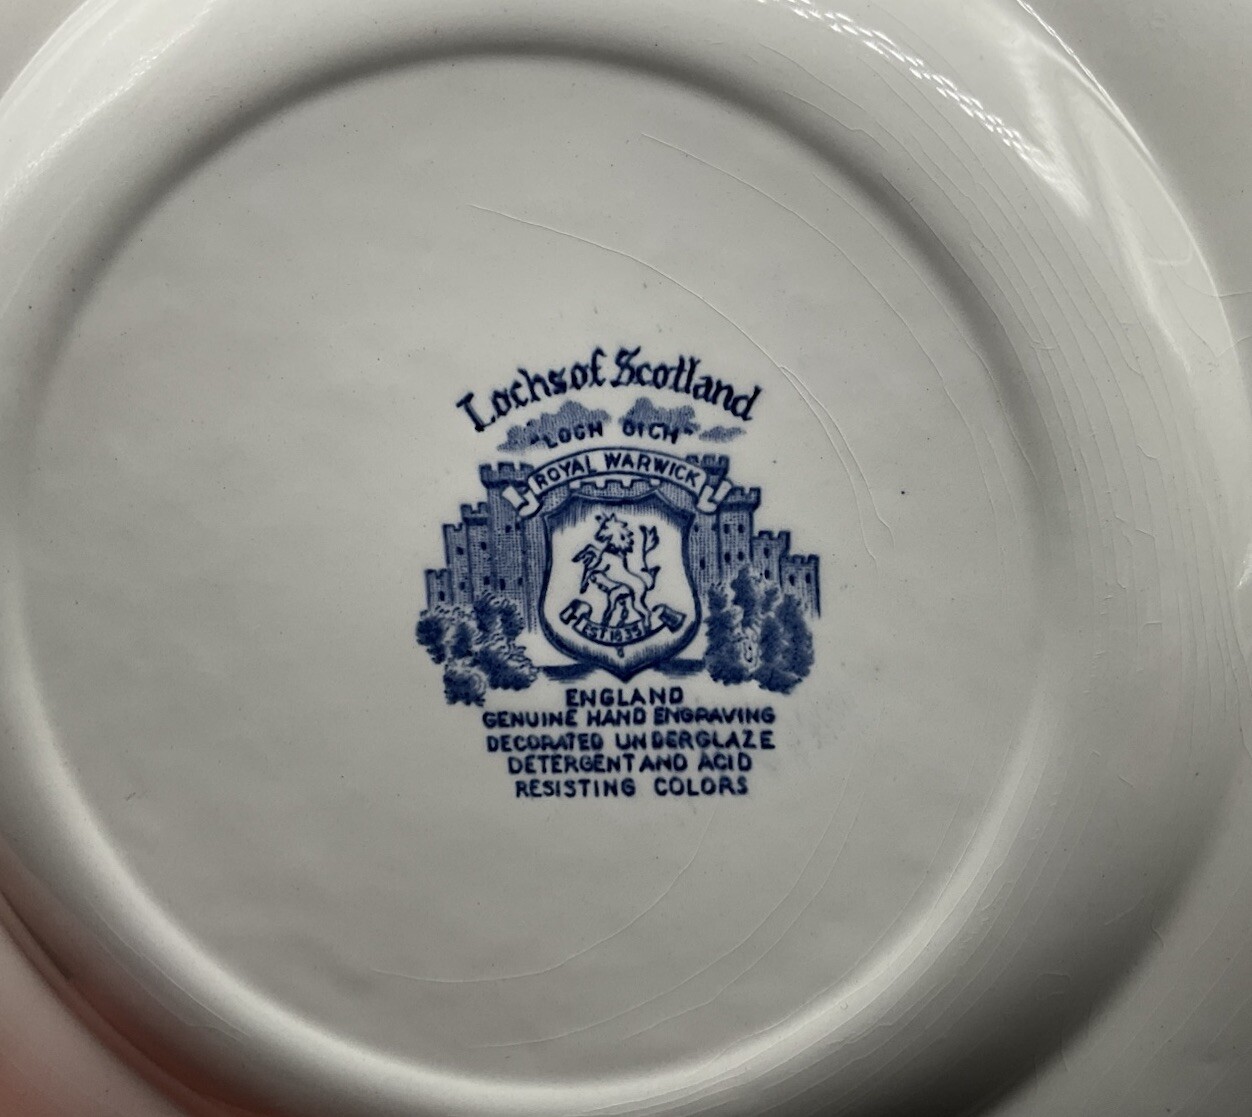 Lochs of Scotland
"LOCH OICH"
ROYAL WARWICK
EST. 1835
ENGLAND
GENUINE HAND ENGRAVING
DECORATED UNDERGLAZE
DETERGENT AND ACID
RESISTING COLORS